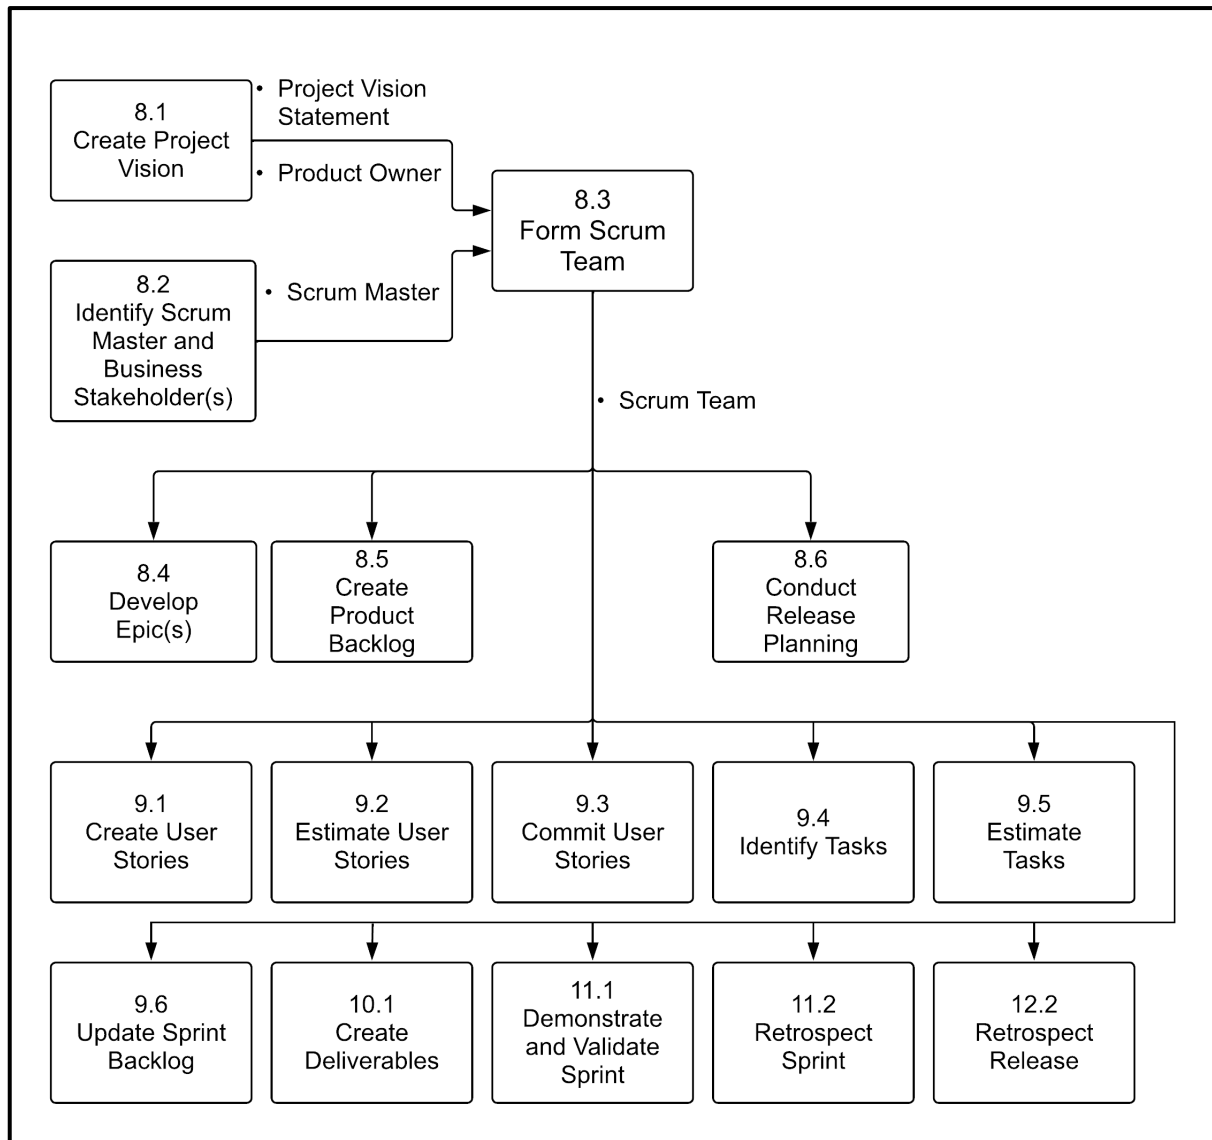 8.1
Create Project
Vision
• Project Vision
Statement
• Product Owner
8.2
Identify Scrum
Master and
Business
Stakeholder(s)
• Scrum Master
8.3
Form Scrum
Team
• Scrum Team
8.4
Develop
Epic(s)
8.5
Create
Product
Backlog
8.6
Conduct
Release
Planning
9.1
Create User
Stories
9.2
Estimate User
Stories
9.3
Commit User
Stories
9.4
Identify Tasks
9.5
Estimate
Tasks
9.6
Update Sprint
Backlog
10.1
Create
Deliverables
11.1
Demonstrate
and Validate
Sprint
11.2
Retrospect
Sprint
12.2
Retrospect
Release